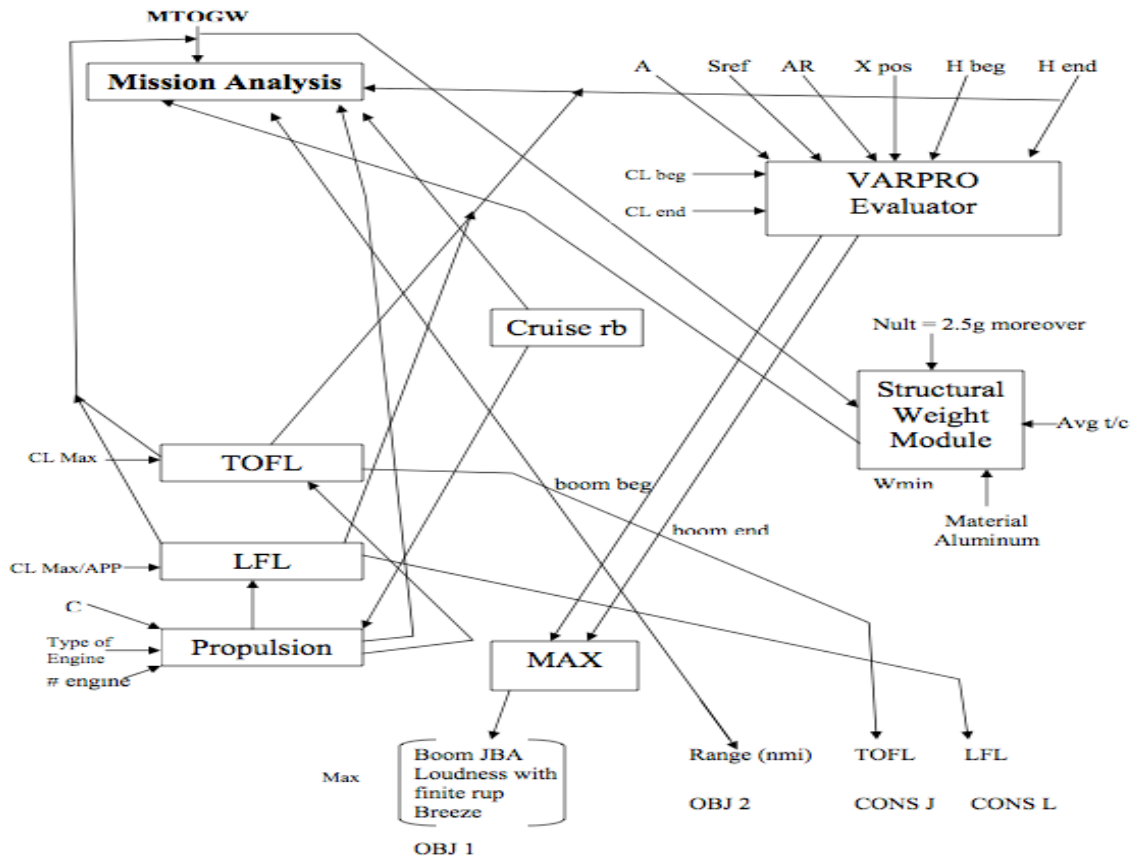 MTOGW
Mission Analysis
A Sref AR X pos H beg H end
CL beg
CL end
VARPRO
Evaluator
Cruise rb
Nult = 2.5g moreover
Structural
Weight
Module
Avg t/c
Wmin
Material
Aluminum
CL Max
TOFL
boom beg
boom end
CL Max/APP
LFL
C
Type of
Engine
# engine
Propulsion
MAX
Max
Boom JBA
Loudness with
finite rup
Breeze
OBJ 1
Range (nmi) TOFL LFL
OBJ 2 CONS J CONS L